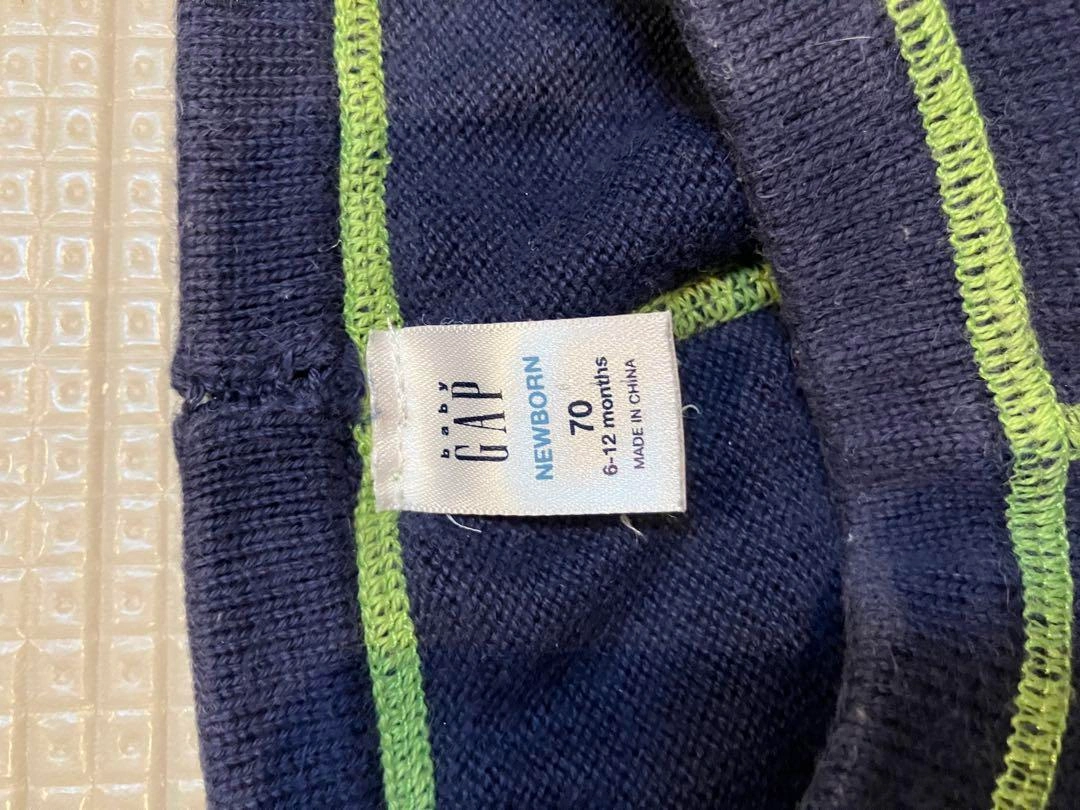 baby
GAP
NEWBORN
70
6-12 months
MADE IN CHINA